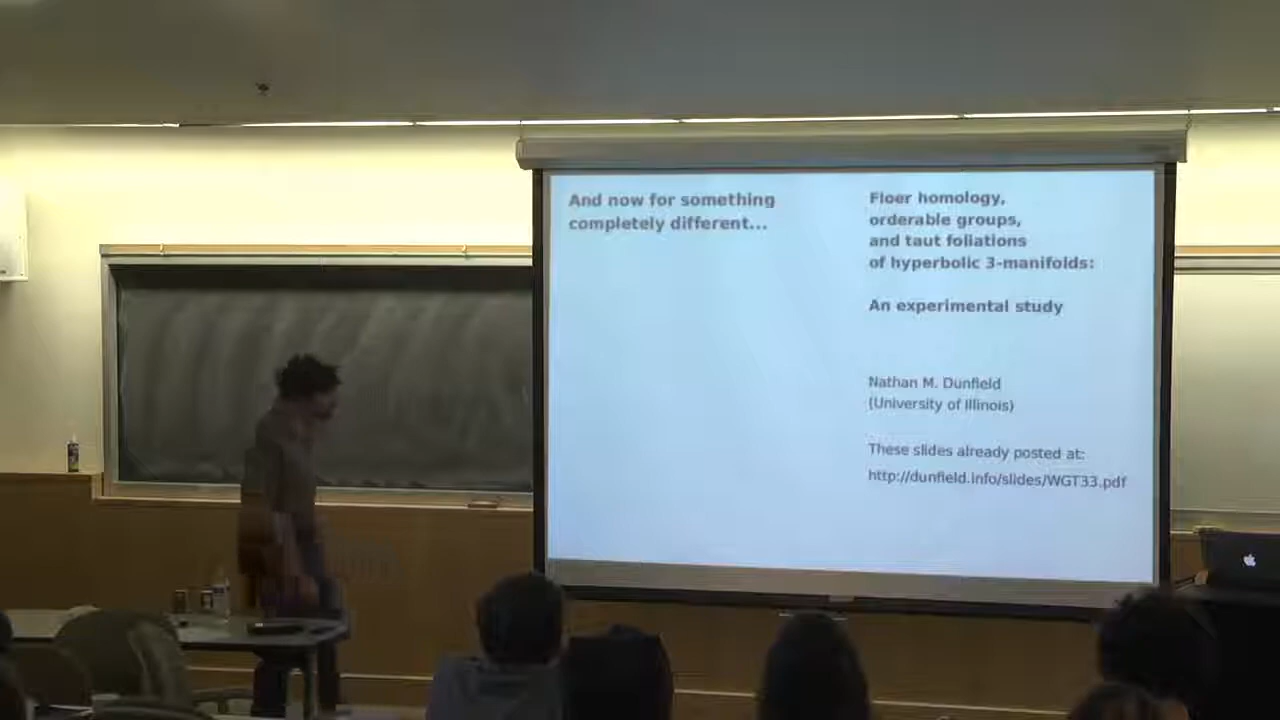 And now for something
completely different...
Floer homology,
orderable groups,
and taut foliations
of hyperbolic 3-manifolds:
An experimental study
Nathan M. Dunfield
(University of Illinois)
These slides already posted at:
http://dunfield.info/slides/WGT33.pdf